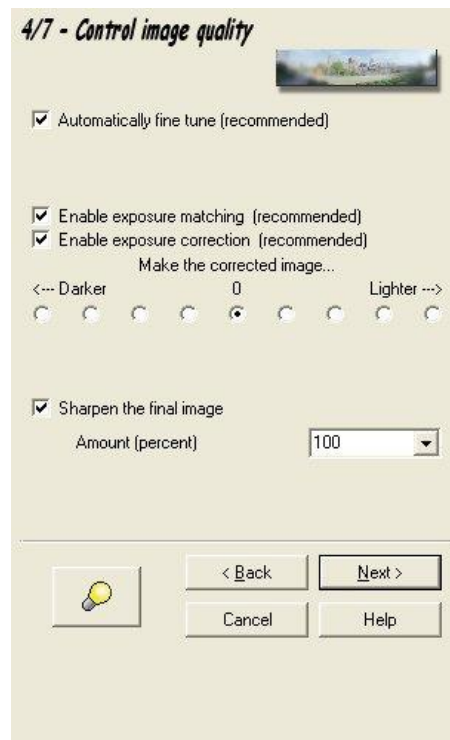 4/7 - Control image quality
Automatically fine tune (recommended)
Enable exposure matching (recommended)
Enable exposure correction (recommended)
Make the corrected image...
<--- Darker 0 Lighter --->
Sharpen the final image
Amount (percent) 100
< Back Next >
Cancel Help